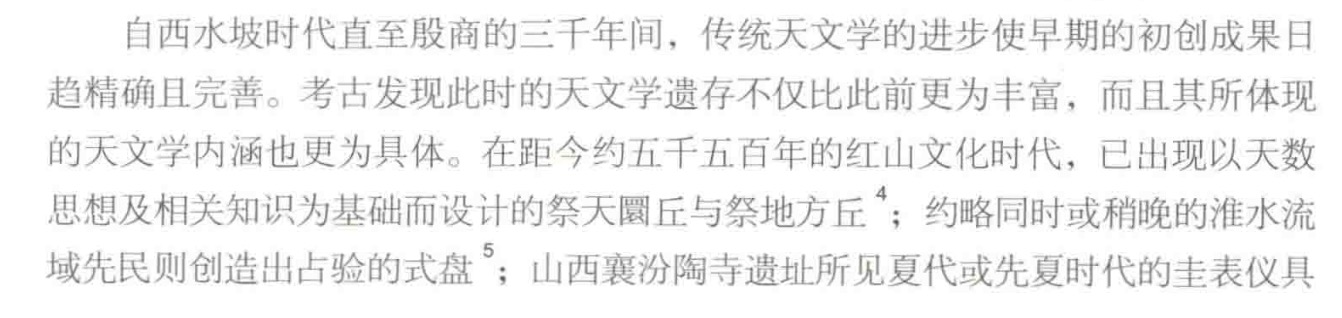 自西水坡时代直至殷商的三千年间，传统天文学的进步使早期的初创成果日
趋精确且完善。考古发现此时的天文学遗存不仅比此前更为丰富，而且其所体现
的天文学内涵也更为具体。在距今约五千五百年的红山文化时代，已出现以天数
思想及相关知识为基础而设计的祭天圜丘与祭地方丘4；约略同时或稍晚的淮水流
域先民则创造出占验的式盘5；山西襄汾陶寺遗址所见夏代或先夏时代的圭表仪具